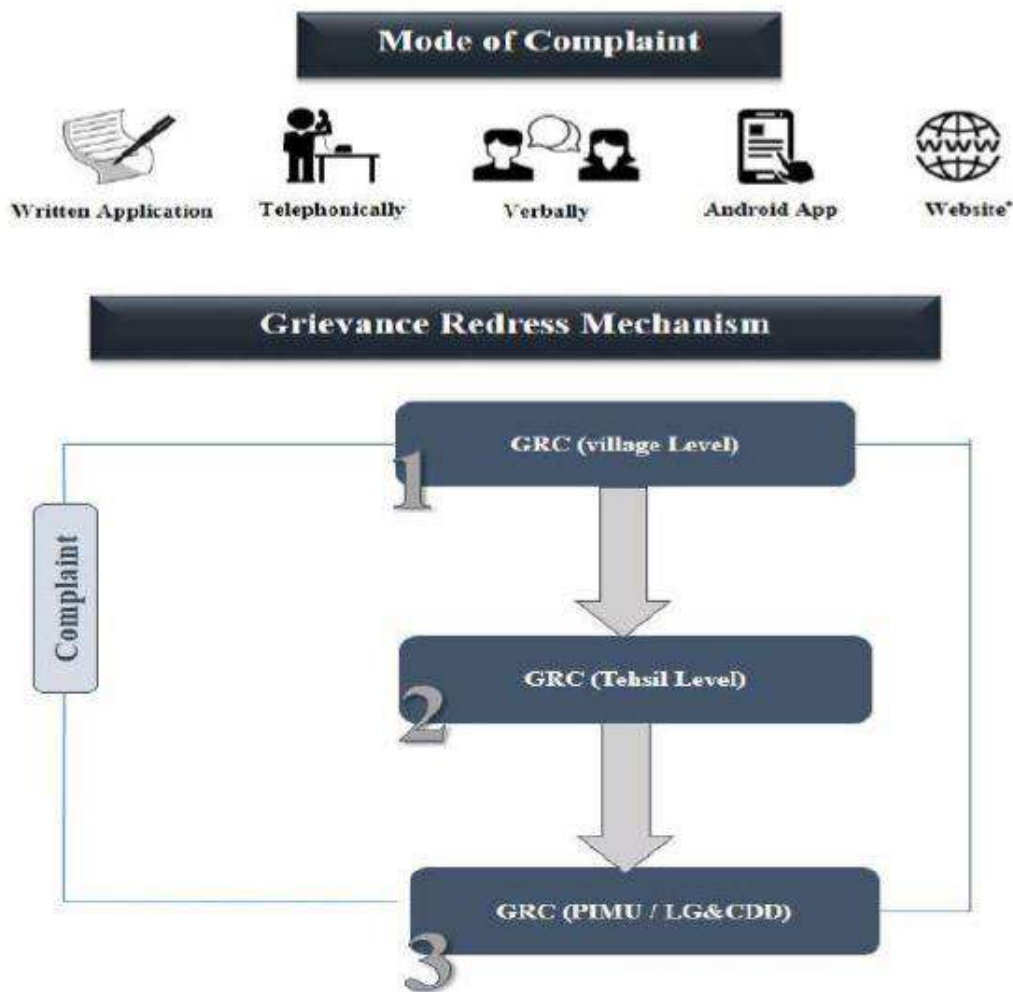 Mode of Complaint
www
Written Application
Telephonically
Verbally
Android App
Website*
Grievance Redress Mechanism
GRC (village Level)
1
Complaint
GRC (Tehsil Level)
2
GRC (PIMU / LG&CDD)
3